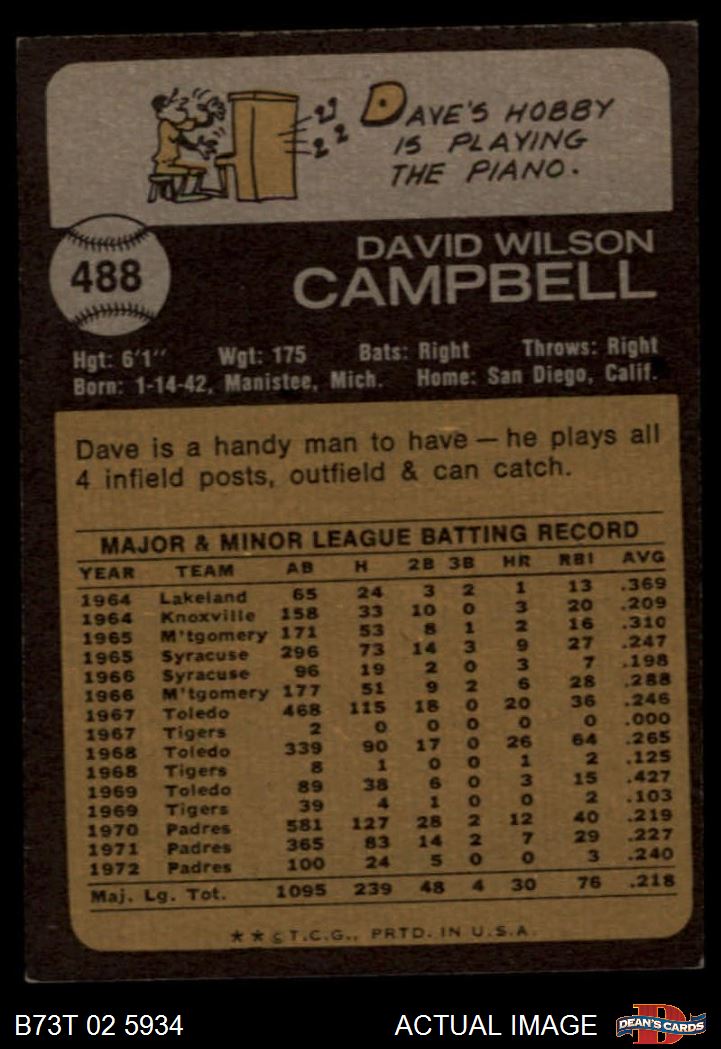 DAVE'S HOBBY
IS PLAYING
THE PIANO.
488
DAVID WILSON
CAMPBELL
Hgt: 6'1" Wgt: 175 Bats: Right Throws: Right
Born: 1-14-42, Manistee, Mich. Home: San Diego, Calif.
Dave is a handy man to have — he plays all
4 infield posts, outfield & can catch.
MAJOR & MINOR LEAGUE BATTING RECORD
YEAR TEAM AB H 2B 3B HR RBI AVG
1964 Lakeland 65 24 3 2 1 13 .369
1964 Knoxville 158 33 10 0 3 20 .209
1965 M'tgomery 171 53 8 1 2 16 .310
1965 Syracuse 296 73 14 3 9 27 .247
1966 Syracuse 96 19 2 0 3 7 .198
1966 M'tgomery 177 51 9 2 6 28 .288
1967 Toledo 468 115 18 0 20 36 .246
1967 Tigers 2 0 0 0 0 0 .000
1968 Toledo 339 90 17 0 26 64 .265
1968 Tigers 8 1 0 0 1 2 .125
1969 Toledo 89 38 6 0 3 15 .427
1969 Tigers 39 4 1 0 0 2 .103
1970 Padres 581 127 28 2 12 40 .219
1971 Padres 365 83 14 2 7 29 .227
1972 Padres 100 24 5 0 0 3 .240
Maj. Lg. Tot. 1095 239 48 4 30 76 .218
★★ © T.C.G., PRTD. IN U.S.A.
B73T 02 5934 ACTUAL IMAGE D DEAN'S CARDS